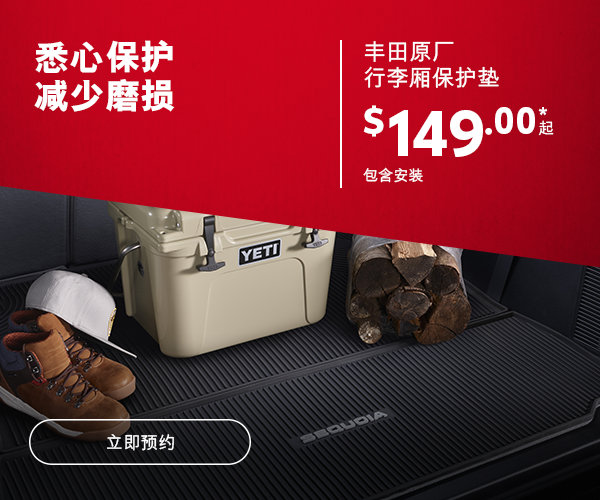 悉心保护
减少磨损
丰田原厂
行李厢保护垫
$149.00*起
包含安装
YETI
SEQUOIA
立即预约